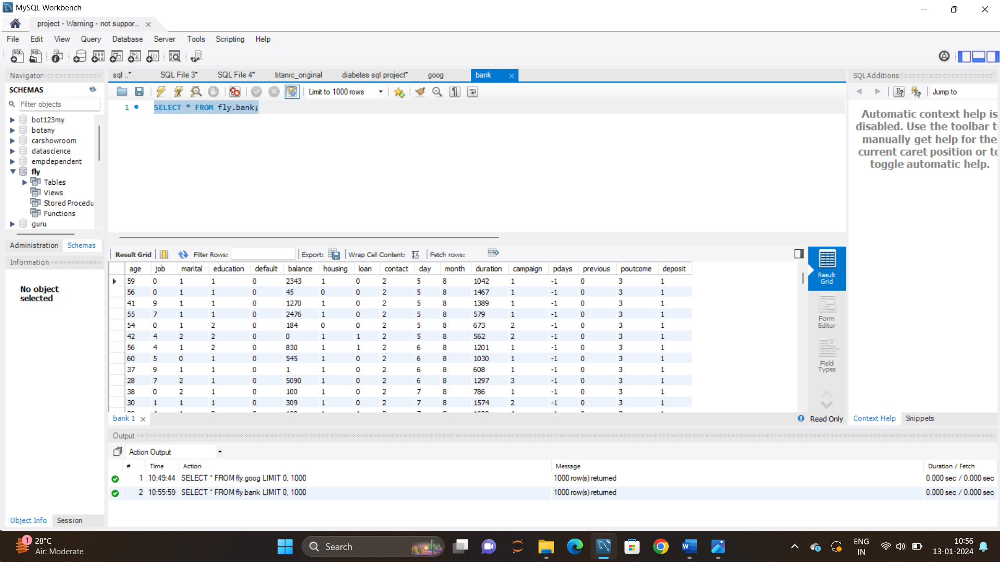 MySQL Workbench
project - Warning - not suppor...
File Edit View Query Database Server Tools Scripting Help
Navigator
SCHEMAS
Filter objects
bot123my
botany
carshowroom
datascience
empdependent
fly
Tables
Views
Stored Procedu
Functions
guru
Administration Schemas
Information
No object
selected
Object Info Session
sql ..* SQL File 3* SQL File 4* titanic_original diabetes sql project* goog bank
Limit to 1000 rows
1 SELECT * FROM fly.bank;
Result Grid Filter Rows: Export: Wrap Cell Content: Fetch rows:
age job marital education default balance housing loan contact day month duration campaign pdays previous poutcome deposit
59 0 1 1 0 2343 1 0 2 5 8 1042 1 -1 0 3 1
56 0 1 1 0 45 0 0 2 5 8 1467 1 -1 0 3 1
41 9 1 1 0 1270 1 0 2 5 8 1389 1 -1 0 3 1
55 7 1 1 0 2476 1 0 2 5 8 579 1 -1 0 3 1
54 0 1 2 0 184 0 0 2 5 8 673 2 -1 0 3 1
42 4 2 2 0 0 1 1 2 5 8 562 2 -1 0 3 1
56 4 1 2 0 830 1 1 2 6 8 1201 1 -1 0 3 1
60 5 0 1 0 545 1 0 2 6 8 1030 1 -1 0 3 1
37 9 1 1 0 1 1 0 2 6 8 608 1 -1 0 3 1
28 7 2 1 0 5090 1 0 2 6 8 1297 3 -1 0 3 1
38 0 2 1 0 100 1 0 2 7 8 786 1 -1 0 3 1
30 1 1 1 0 309 1 0 2 7 8 1574 2 -1 0 3 1
Result
Grid
Form
Editor
Field
Types
bank 1
Read Only
SQLAdditions
Jump to
Automatic context help is
disabled. Use the toolbar t
manually get help for the
current caret position or to
toggle automatic help.
Context Help Snippets
Output
Action Output
# Time Action Message Duration / Fetch
1 10:49:44 SELECT * FROM fly.goog LIMIT 0, 1000 1000 row(s) returned 0.000 sec / 0.000 sec
2 10:55:59 SELECT * FROM fly.bank LIMIT 0, 1000 1000 row(s) returned 0.000 sec / 0.000 sec
1
28°C
Air: Moderate
Search
ENG
IN
10:56
13-01-2024